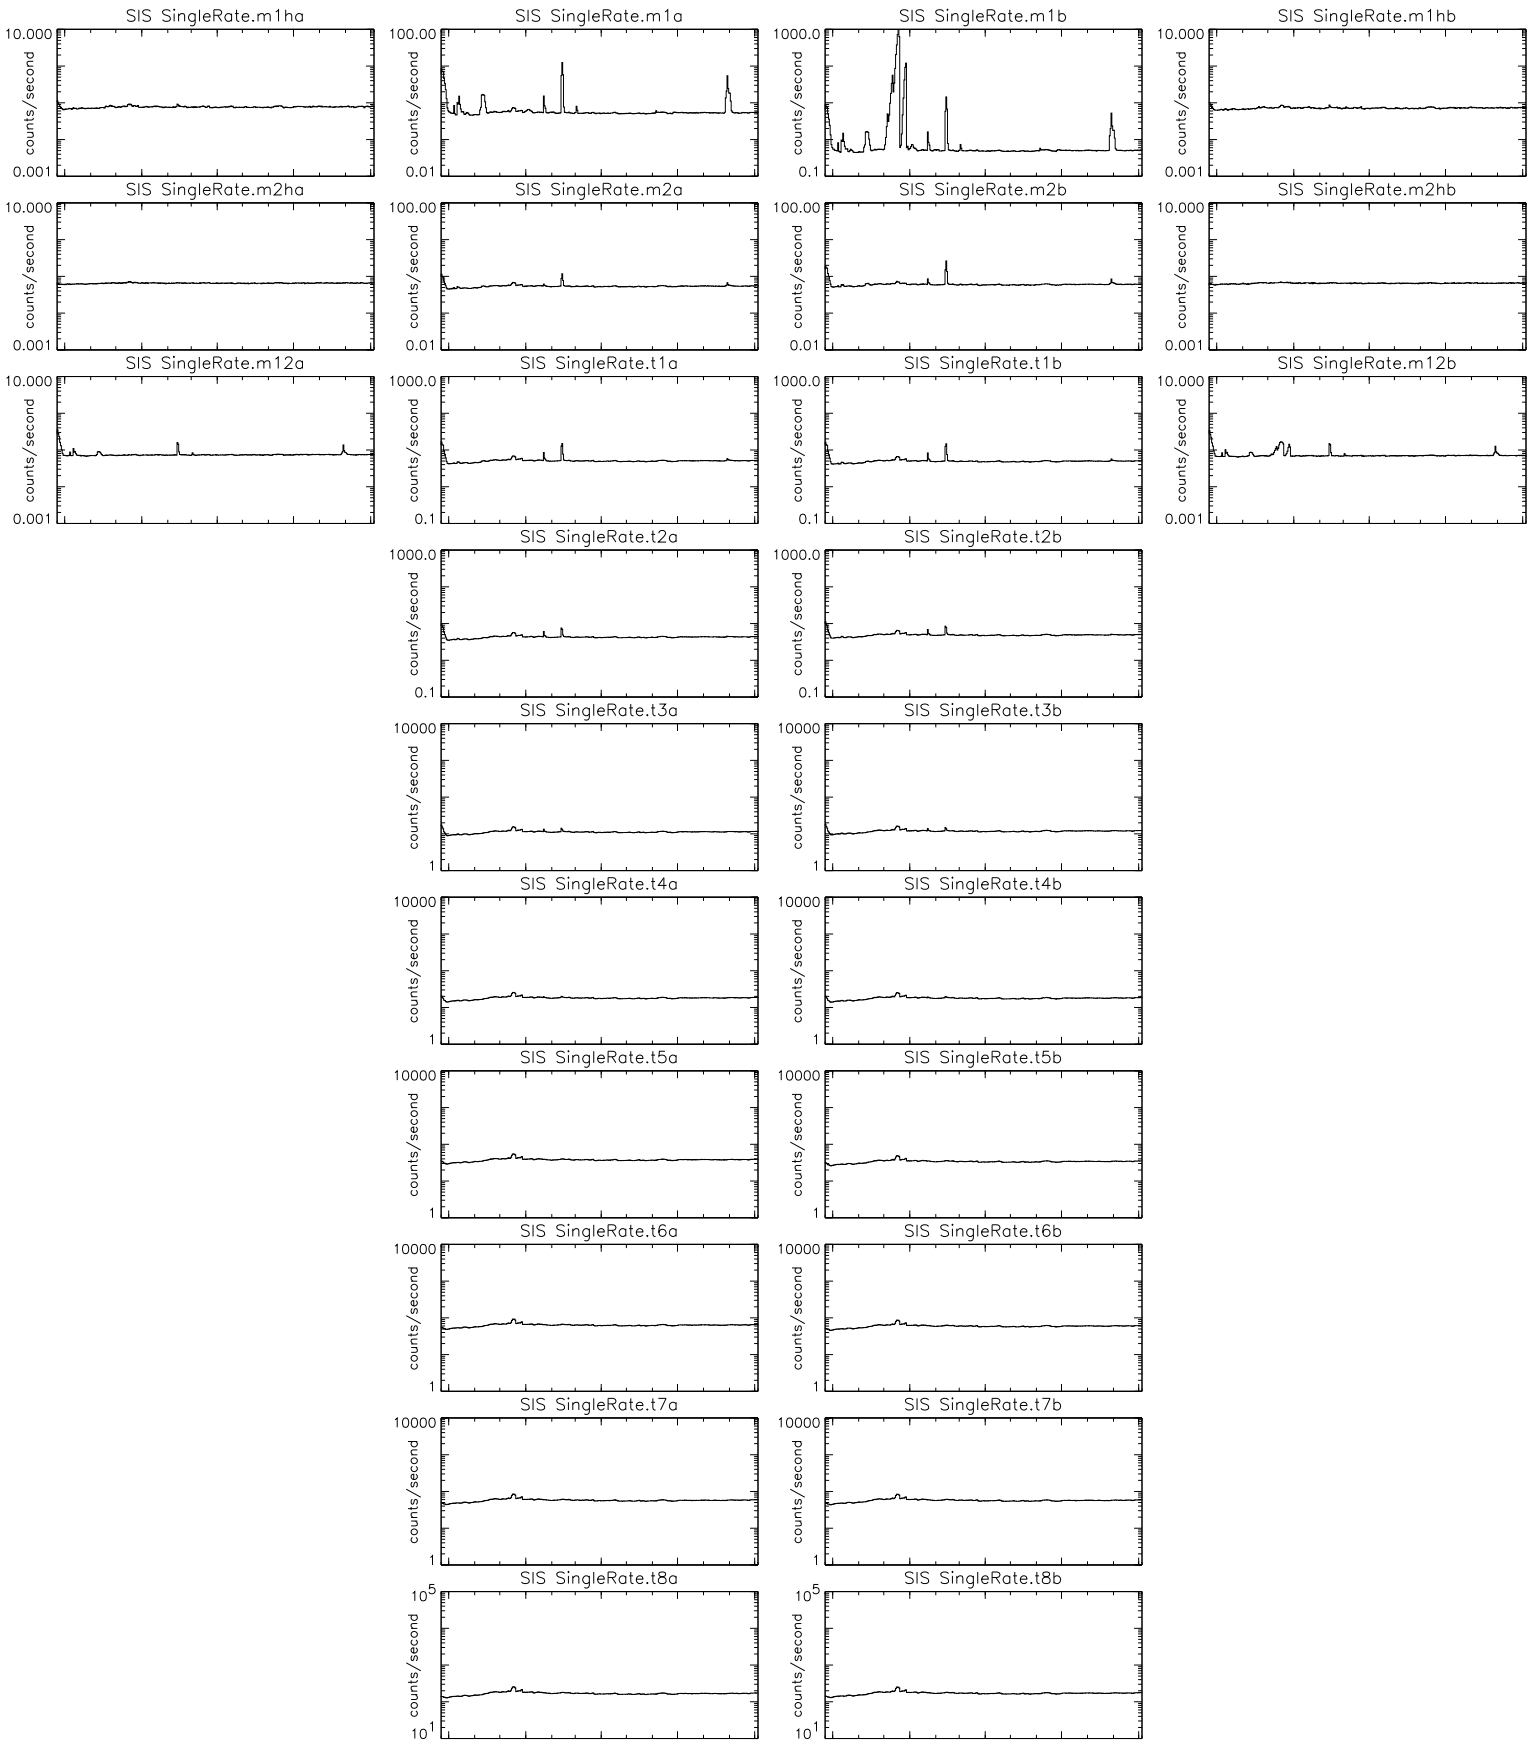 SIS SingleRate.m1ha
SIS SingleRate.m1a
SIS SingleRate.m1b
SIS SingleRate.m1hb
10.000
counts/second
0.001
100.00
counts/second
0.01
1000.0
counts/second
0.1
10.000
counts/second
0.001
SIS SingleRate.m2ha
SIS SingleRate.m2a
SIS SingleRate.m2b
SIS SingleRate.m2hb
10.000
counts/second
0.001
100.00
counts/second
0.01
100.00
counts/second
0.01
10.000
counts/second
0.001
SIS SingleRate.m12a
SIS SingleRate.t1a
SIS SingleRate.t1b
SIS SingleRate.m12b
10.000
counts/second
0.001
1000.0
counts/second
0.1
1000.0
counts/second
0.1
10.000
counts/second
0.001
SIS SingleRate.t2a
SIS SingleRate.t2b
1000.0
counts/second
0.1
1000.0
counts/second
0.1
SIS SingleRate.t3a
SIS SingleRate.t3b
10000
counts/second
1
10000
counts/second
1
SIS SingleRate.t4a
SIS SingleRate.t4b
10000
counts/second
1
10000
counts/second
1
SIS SingleRate.t5a
SIS SingleRate.t5b
10000
counts/second
1
10000
counts/second
1
SIS SingleRate.t6a
SIS SingleRate.t6b
10000
counts/second
1
10000
counts/second
1
SIS SingleRate.t7a
SIS SingleRate.t7b
10000
counts/second
1
10000
counts/second
1
SIS SingleRate.t8a
SIS SingleRate.t8b
10⁵
counts/second
10¹
10⁵
counts/second
10¹